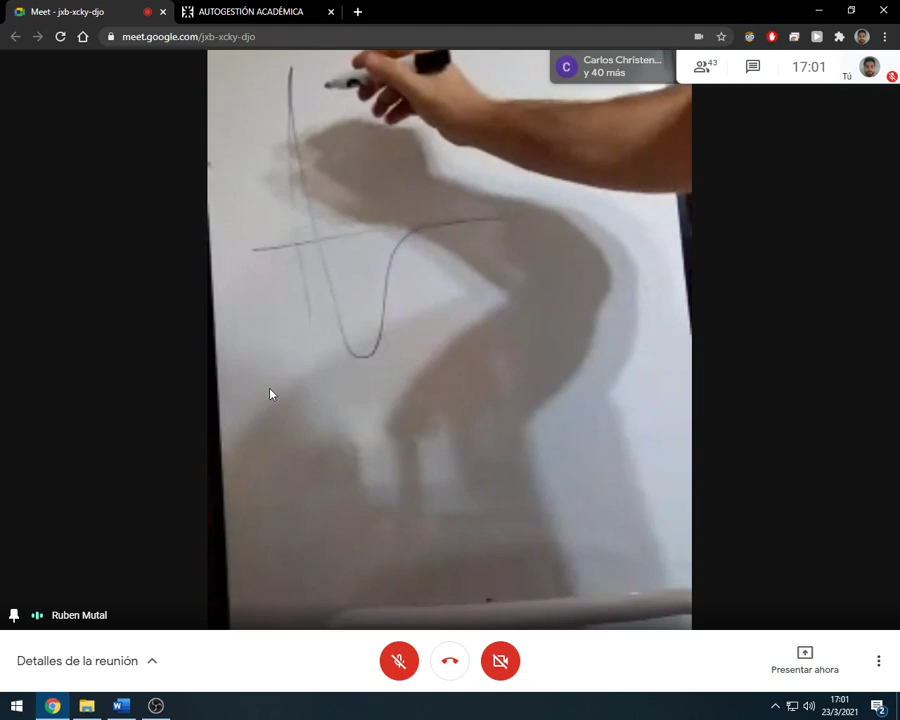 Meet - jxb-xcky-djo
AUTOGESTIÓN ACADÉMICA
meet.google.com/jxb-xcky-djo
C
Carlos Christen...
y 40 más
43
17:01
Tú
Ruben Mutal
Detalles de la reunión
Presentar ahora
17:01
23/3/2021
2